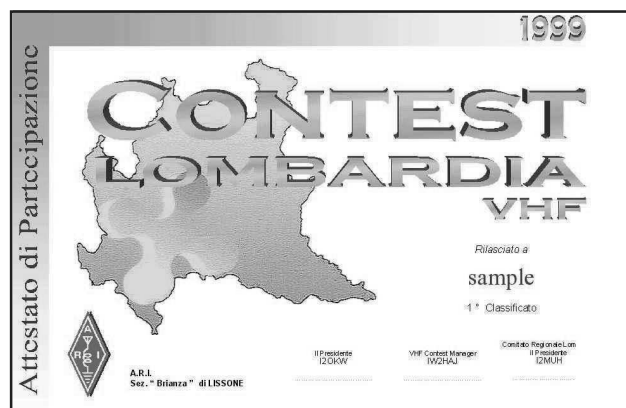 1999
Attestato di Partecipazione
CONTEST
LOMBARDIA
VHF
Rilasciato a
sample
1° Classificato
A
R I
A.R.I.
Sez. "Brianza" di LISSONE
Il Presidente
I2OKW
VHF Contest Manager
IW2HAJ
Comitato Regionale Lom
Il Presidente
I2MUH